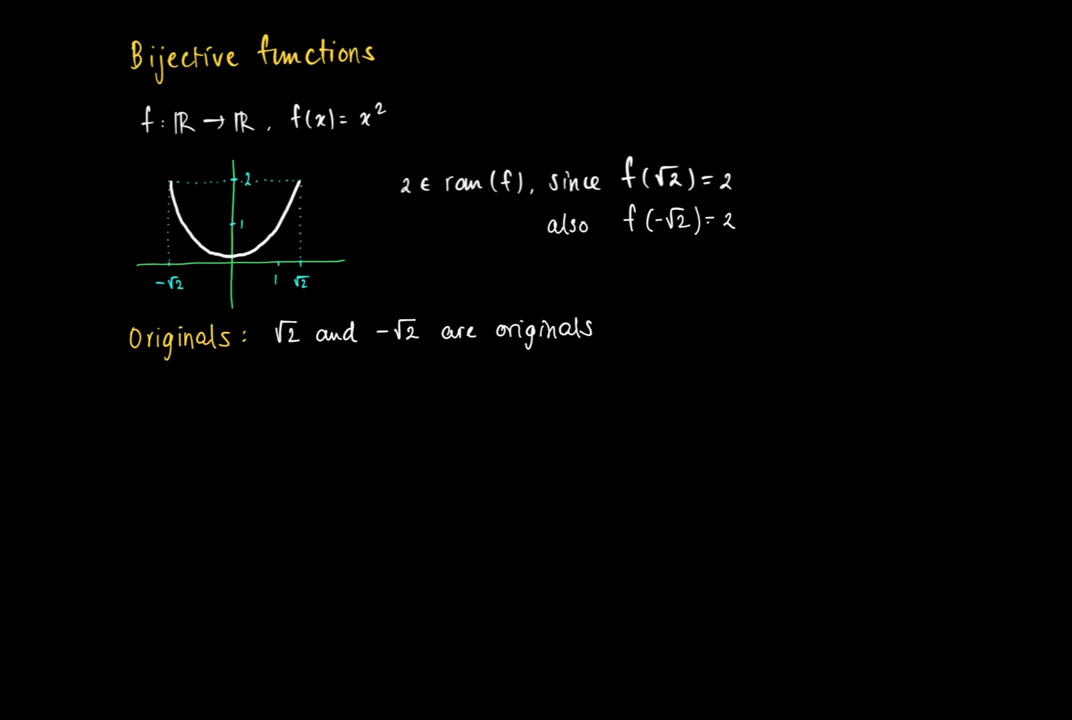 Bijective functions
f: ℝ → ℝ, f(x) = x²
2 ∈ ran(f), since f(√2) = 2
also f(-√2) = 2
2
1
-√2 1 √2
Originals: √2 and -√2 are originals